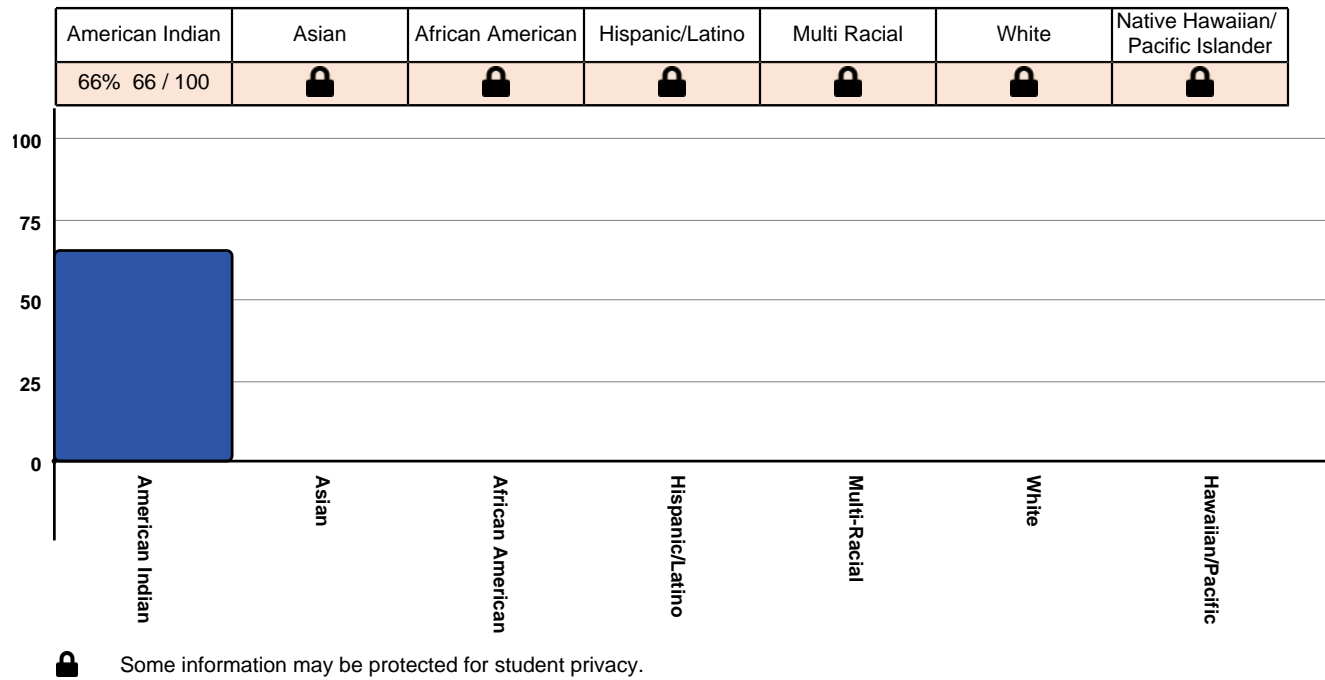 American Indian Asian African American Hispanic/Latino Multi Racial White Native Hawaiian/
Pacific Islander
66% 66 / 100
100
75
50
25
0
American Indian
Asian
African American
Hispanic/Latino
Multi-Racial
White
Hawaiian/Pacific
Some information may be protected for student privacy.